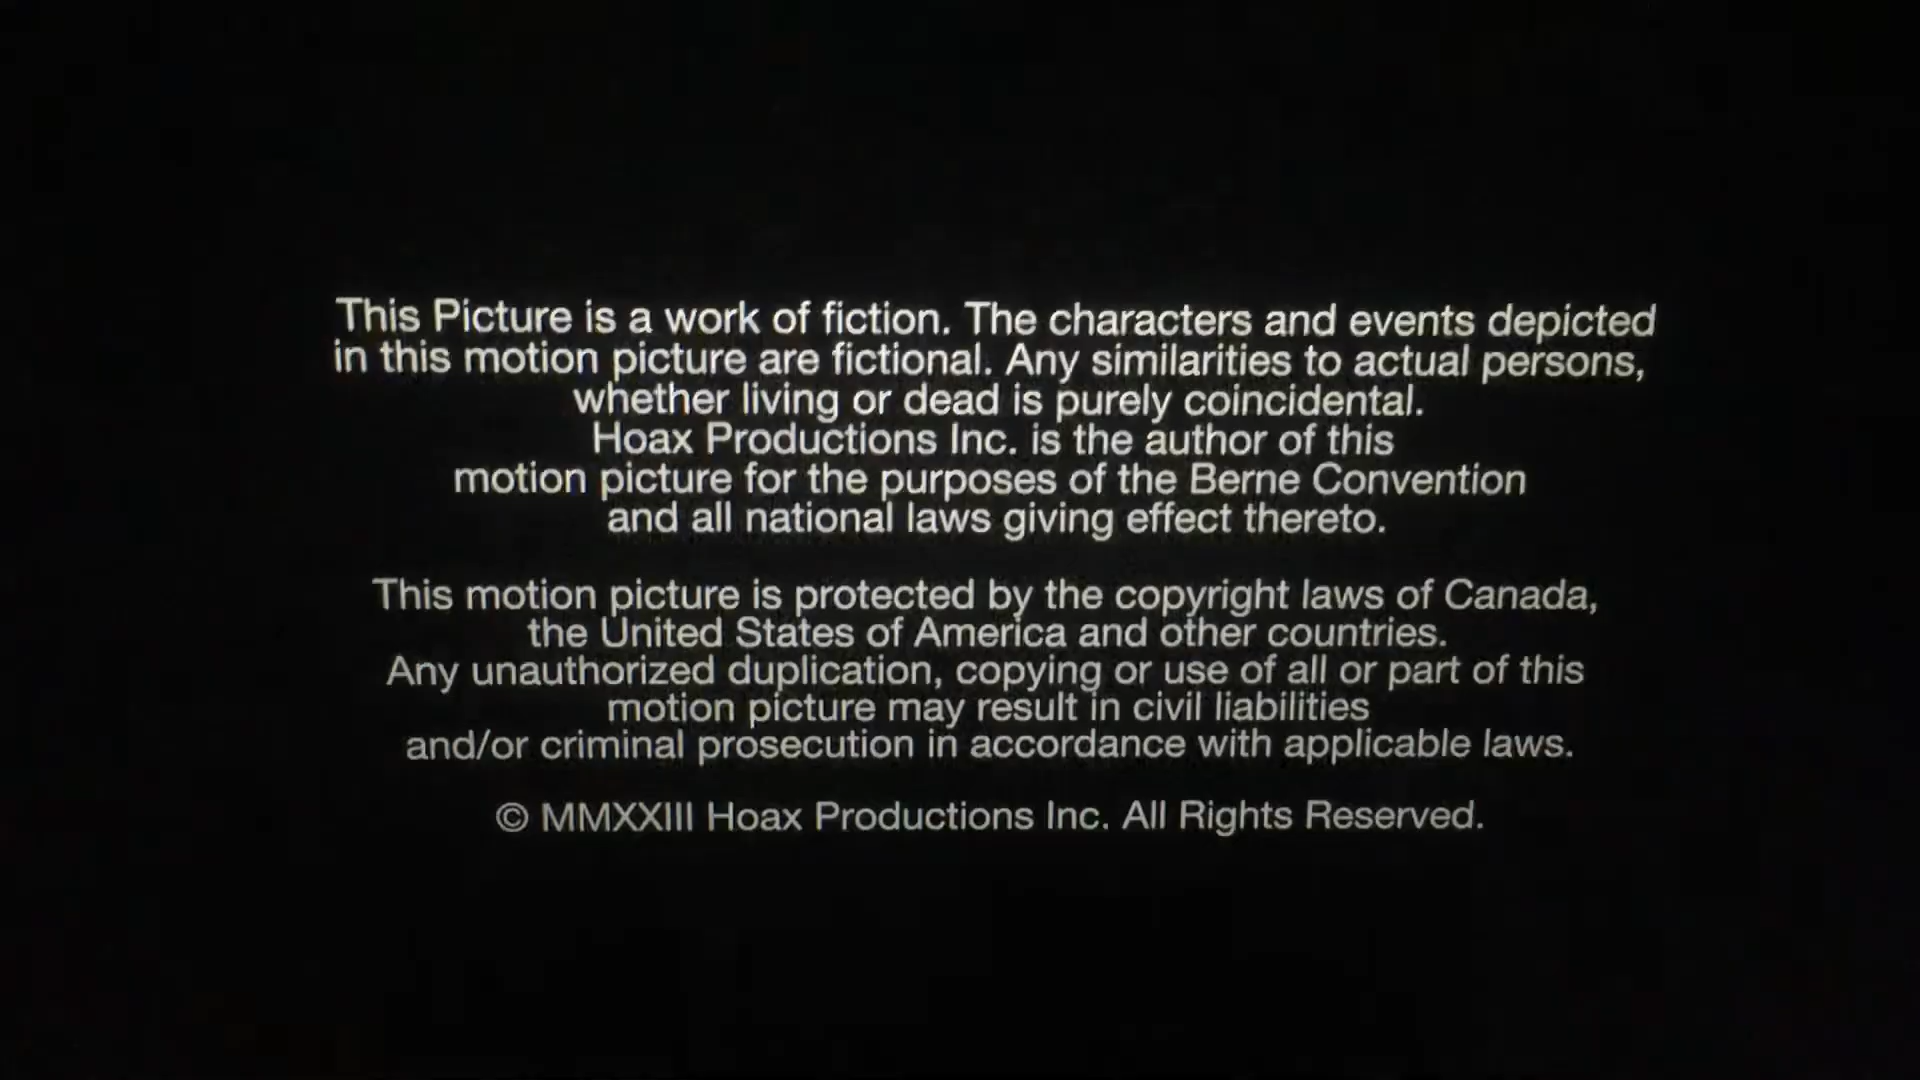 This Picture is a work of fiction. The characters and events depicted
in this motion picture are fictional. Any similarities to actual persons,
whether living or dead is purely coincidental.
Hoax Productions Inc. is the author of this
motion picture for the purposes of the Berne Convention
and all national laws giving effect thereto.
This motion picture is protected by the copyright laws of Canada,
the United States of America and other countries.
Any unauthorized duplication, copying or use of all or part of this
motion picture may result in civil liabilities
and/or criminal prosecution in accordance with applicable laws.
© MMXXIII Hoax Productions Inc. All Rights Reserved.